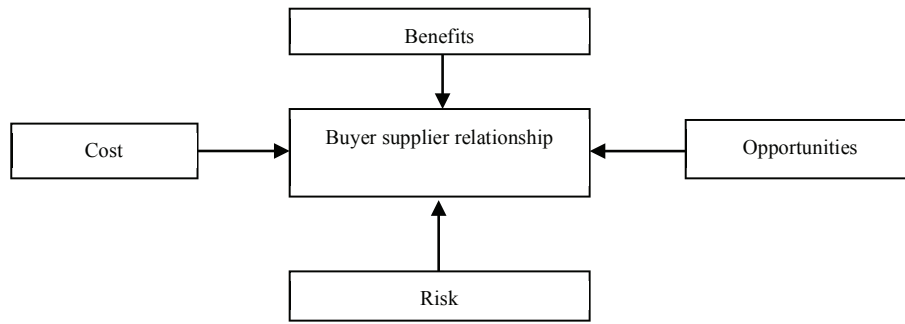 Benefits
Buyer supplier relationship
Cost
Opportunities
Risk